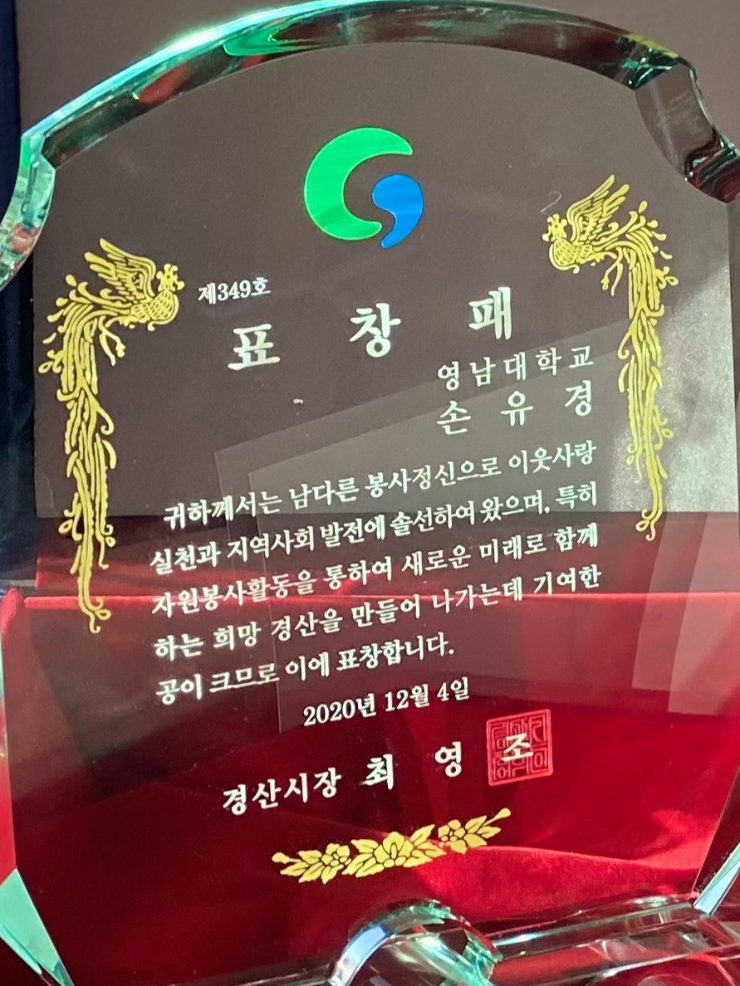 제349호
표 창 패
영남대학교
손 유 경
귀하께서는 남다른 봉사정신으로 이웃사랑
실천과 지역사회 발전에 솔선하여 왔으며, 특히
자원봉사활동을 통하여 새로운 미래로 함께
하는 희망 경산을 만들어 나가는데 기여한
공이 크므로 이에 표창합니다.
2020년 12월 4일
경산시장 최 영 조